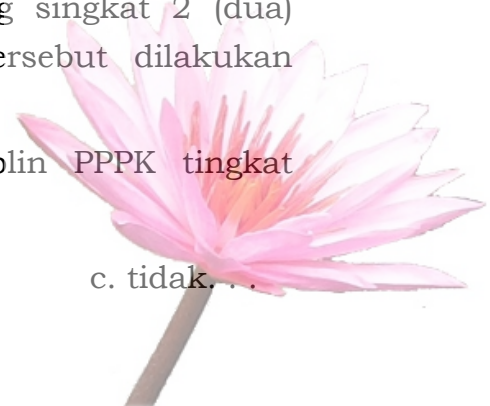 g singkat 2 (dua)
ersebut dilakukan
plin PPPK tingkat
c. tidak. . .